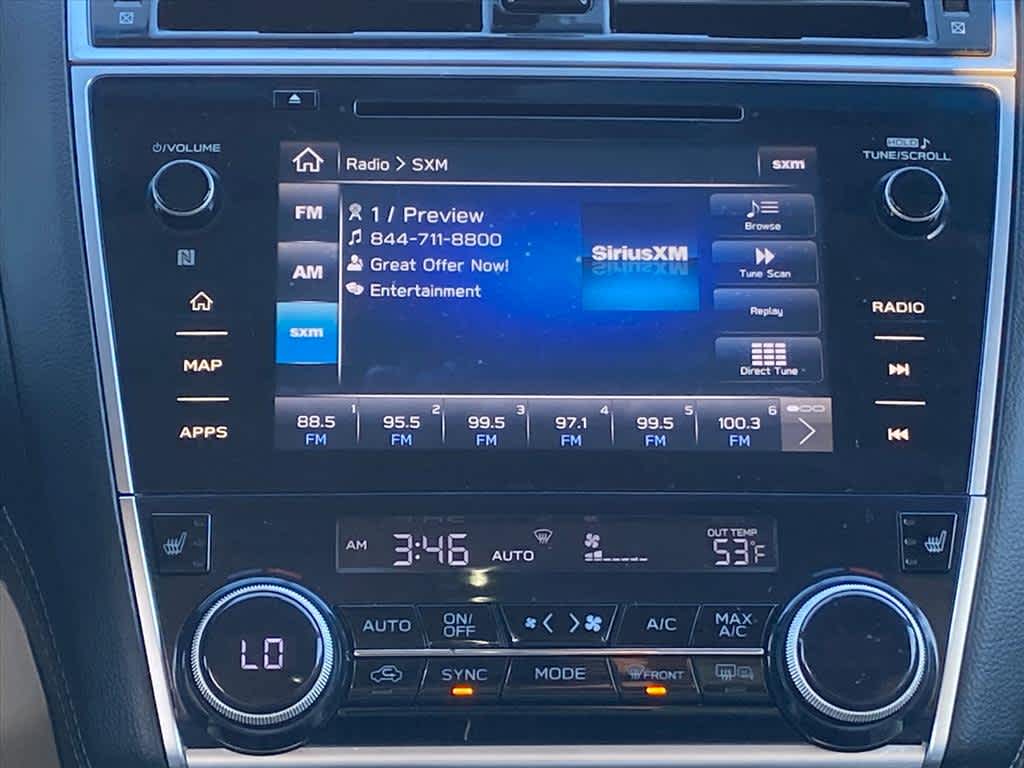 ⏻/VOLUME
HOLD ♪
TUNE/SCROLL
Radio > SXM
sxm
FM
1 / Preview
Browse
844-711-8800
SiriusXM
AM
Great Offer Now!
Tune Scan
Entertainment
sxm
Replay
RADIO
MAP
Direct Tune
APPS
1 2 3 4 5 6
88.5 95.5 99.5 97.1 99.5 100.3
FM FM FM FM FM FM
AM 3:46 AUTO
OUT TEMP
53°F
AUTO
ON/
OFF
A/C
MAX
A/C
LO
SYNC
MODE
FRONT